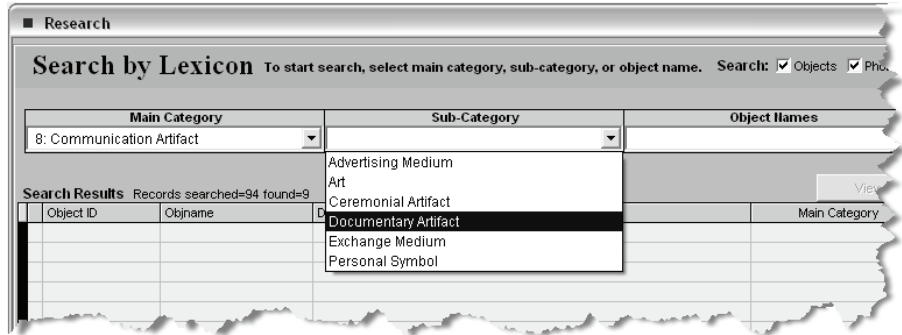 Research
Search by Lexicon To start search, select main category, sub-category, or object name. Search: Objects
Main Category Sub-Category Object Names
8: Communication Artifact
Advertising Medium
Art
Ceremonial Artifact
Documentary Artifact
Exchange Medium
Personal Symbol
Search Results Records searched=94 found=9
View
Object ID Objname Main Category